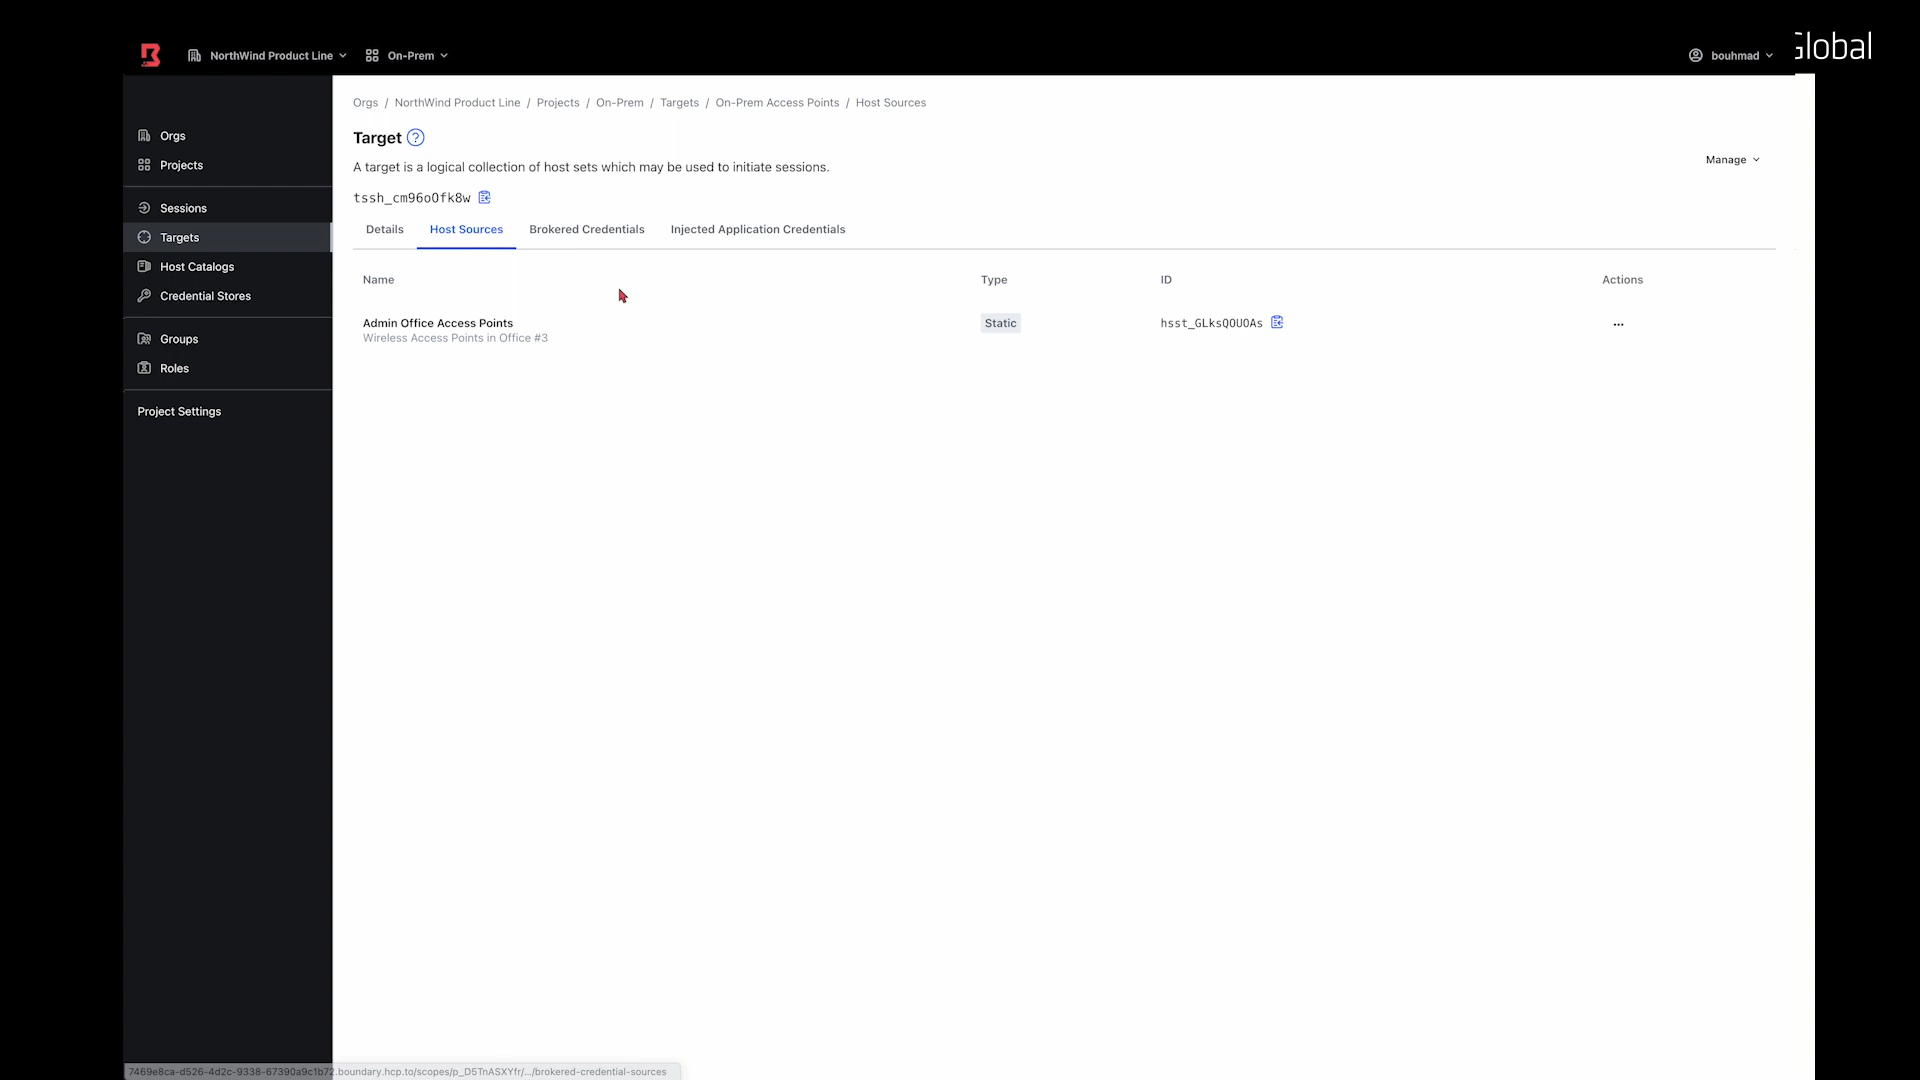 NorthWind Product Line
On-Prem
bouhmad
Global
Orgs / NorthWind Product Line / Projects / On-Prem / Targets / On-Prem Access Points / Host Sources
Orgs
Projects
Sessions
Targets
Host Catalogs
Credential Stores
Groups
Roles
Project Settings
Target
A target is a logical collection of host sets which may be used to initiate sessions.
Manage
tssh_cm96oOfk8w
Details Host Sources Brokered Credentials Injected Application Credentials
Name Type ID Actions
Admin Office Access Points Static hsst_GLksQ0UOAs ...
Wireless Access Points in Office #3
7469e8ca-d526-4d2c-9338-67390a9c1b72.boundary.hcp.to/scopes/p_D5TnASXYfr/.../brokered-credential-sources